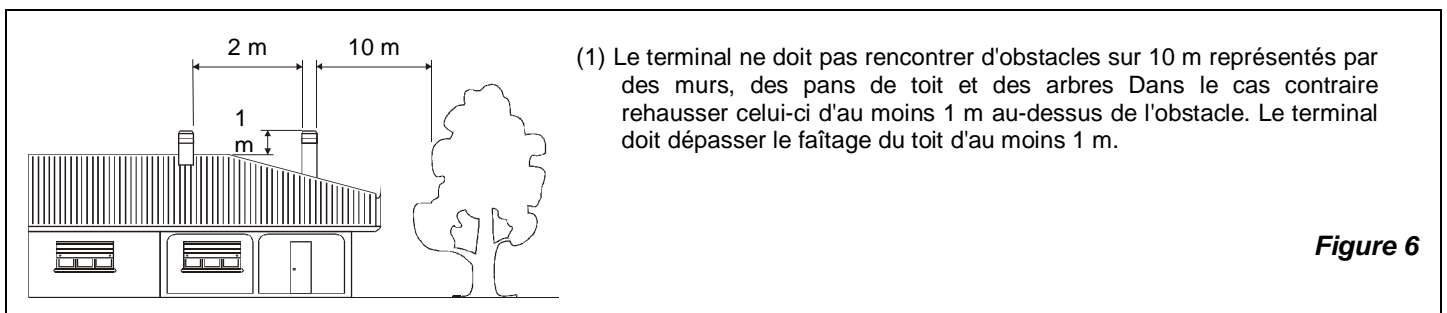 2 m
10 m
1
m
(1) Le terminal ne doit pas rencontrer d'obstacles sur 10 m représentés par
des murs, des pans de toit et des arbres Dans le cas contraire
rehausser celui-ci d'au moins 1 m au-dessus de l'obstacle. Le terminal
doit dépasser le faîtage du toit d'au moins 1 m.
Figure 6